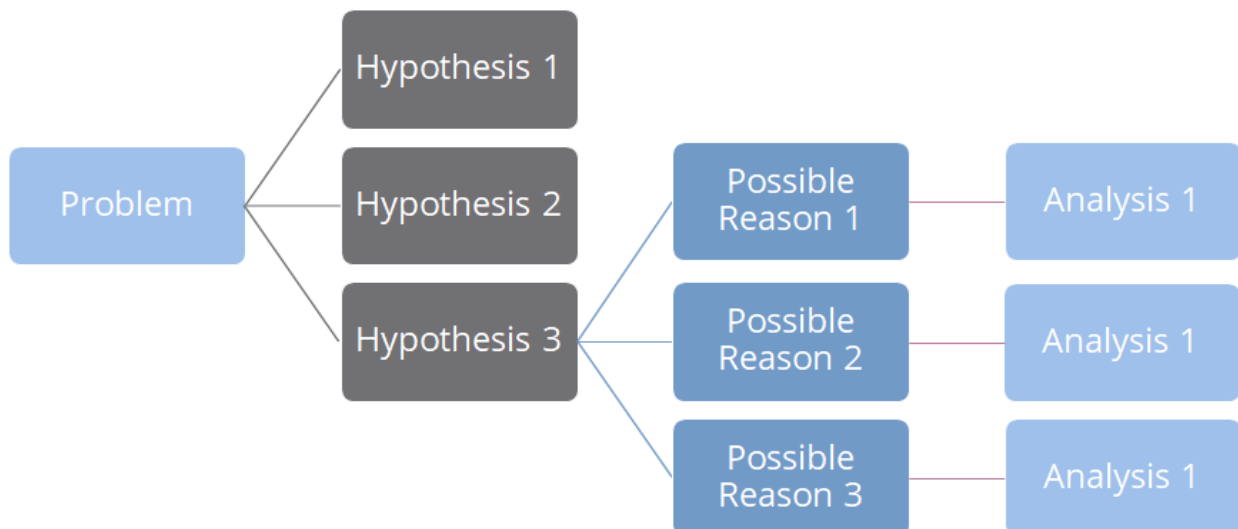 Problem
Hypothesis 1
Hypothesis 2
Hypothesis 3
Possible
Reason 1
Possible
Reason 2
Possible
Reason 3
Analysis 1
Analysis 1
Analysis 1